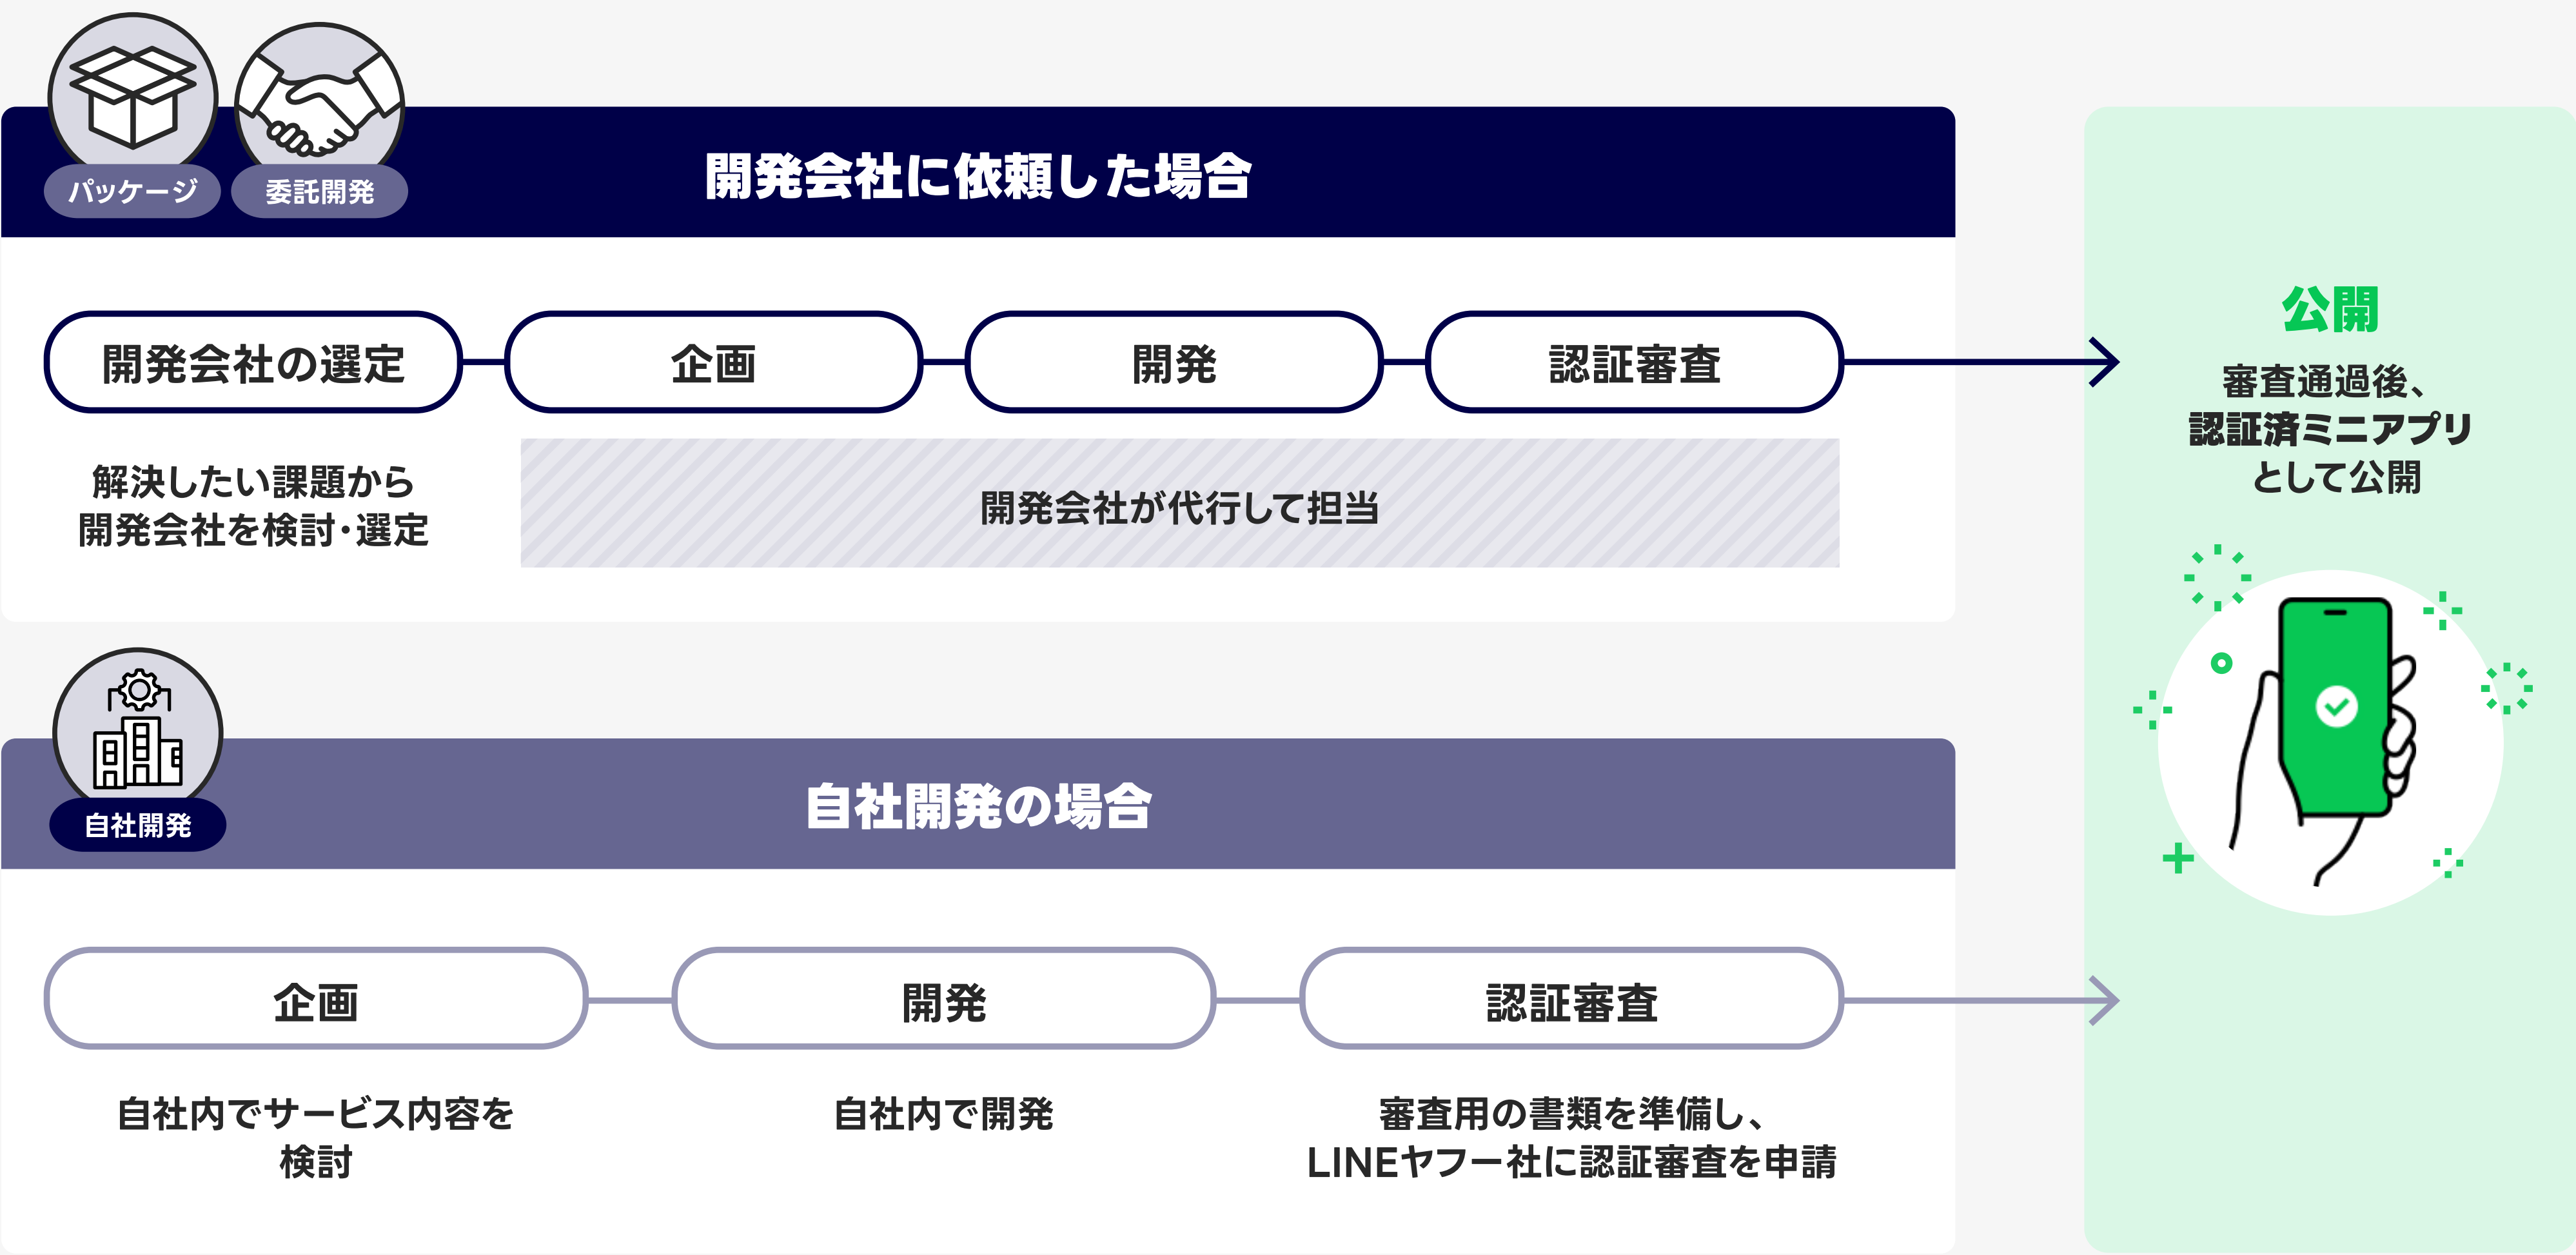 パッケージ
委託開発
開発会社に依頼した場合
開発会社の選定
企画
開発
認証審査
解決したい課題から
開発会社を検討・選定
開発会社が代行して担当
自社開発
自社開発の場合
企画
開発
認証審査
自社内でサービス内容を
検討
自社内で開発
審査用の書類を準備し、
LINEヤフー社に認証審査を申請
公開
審査通過後、
認証済ミニアプリ
として公開